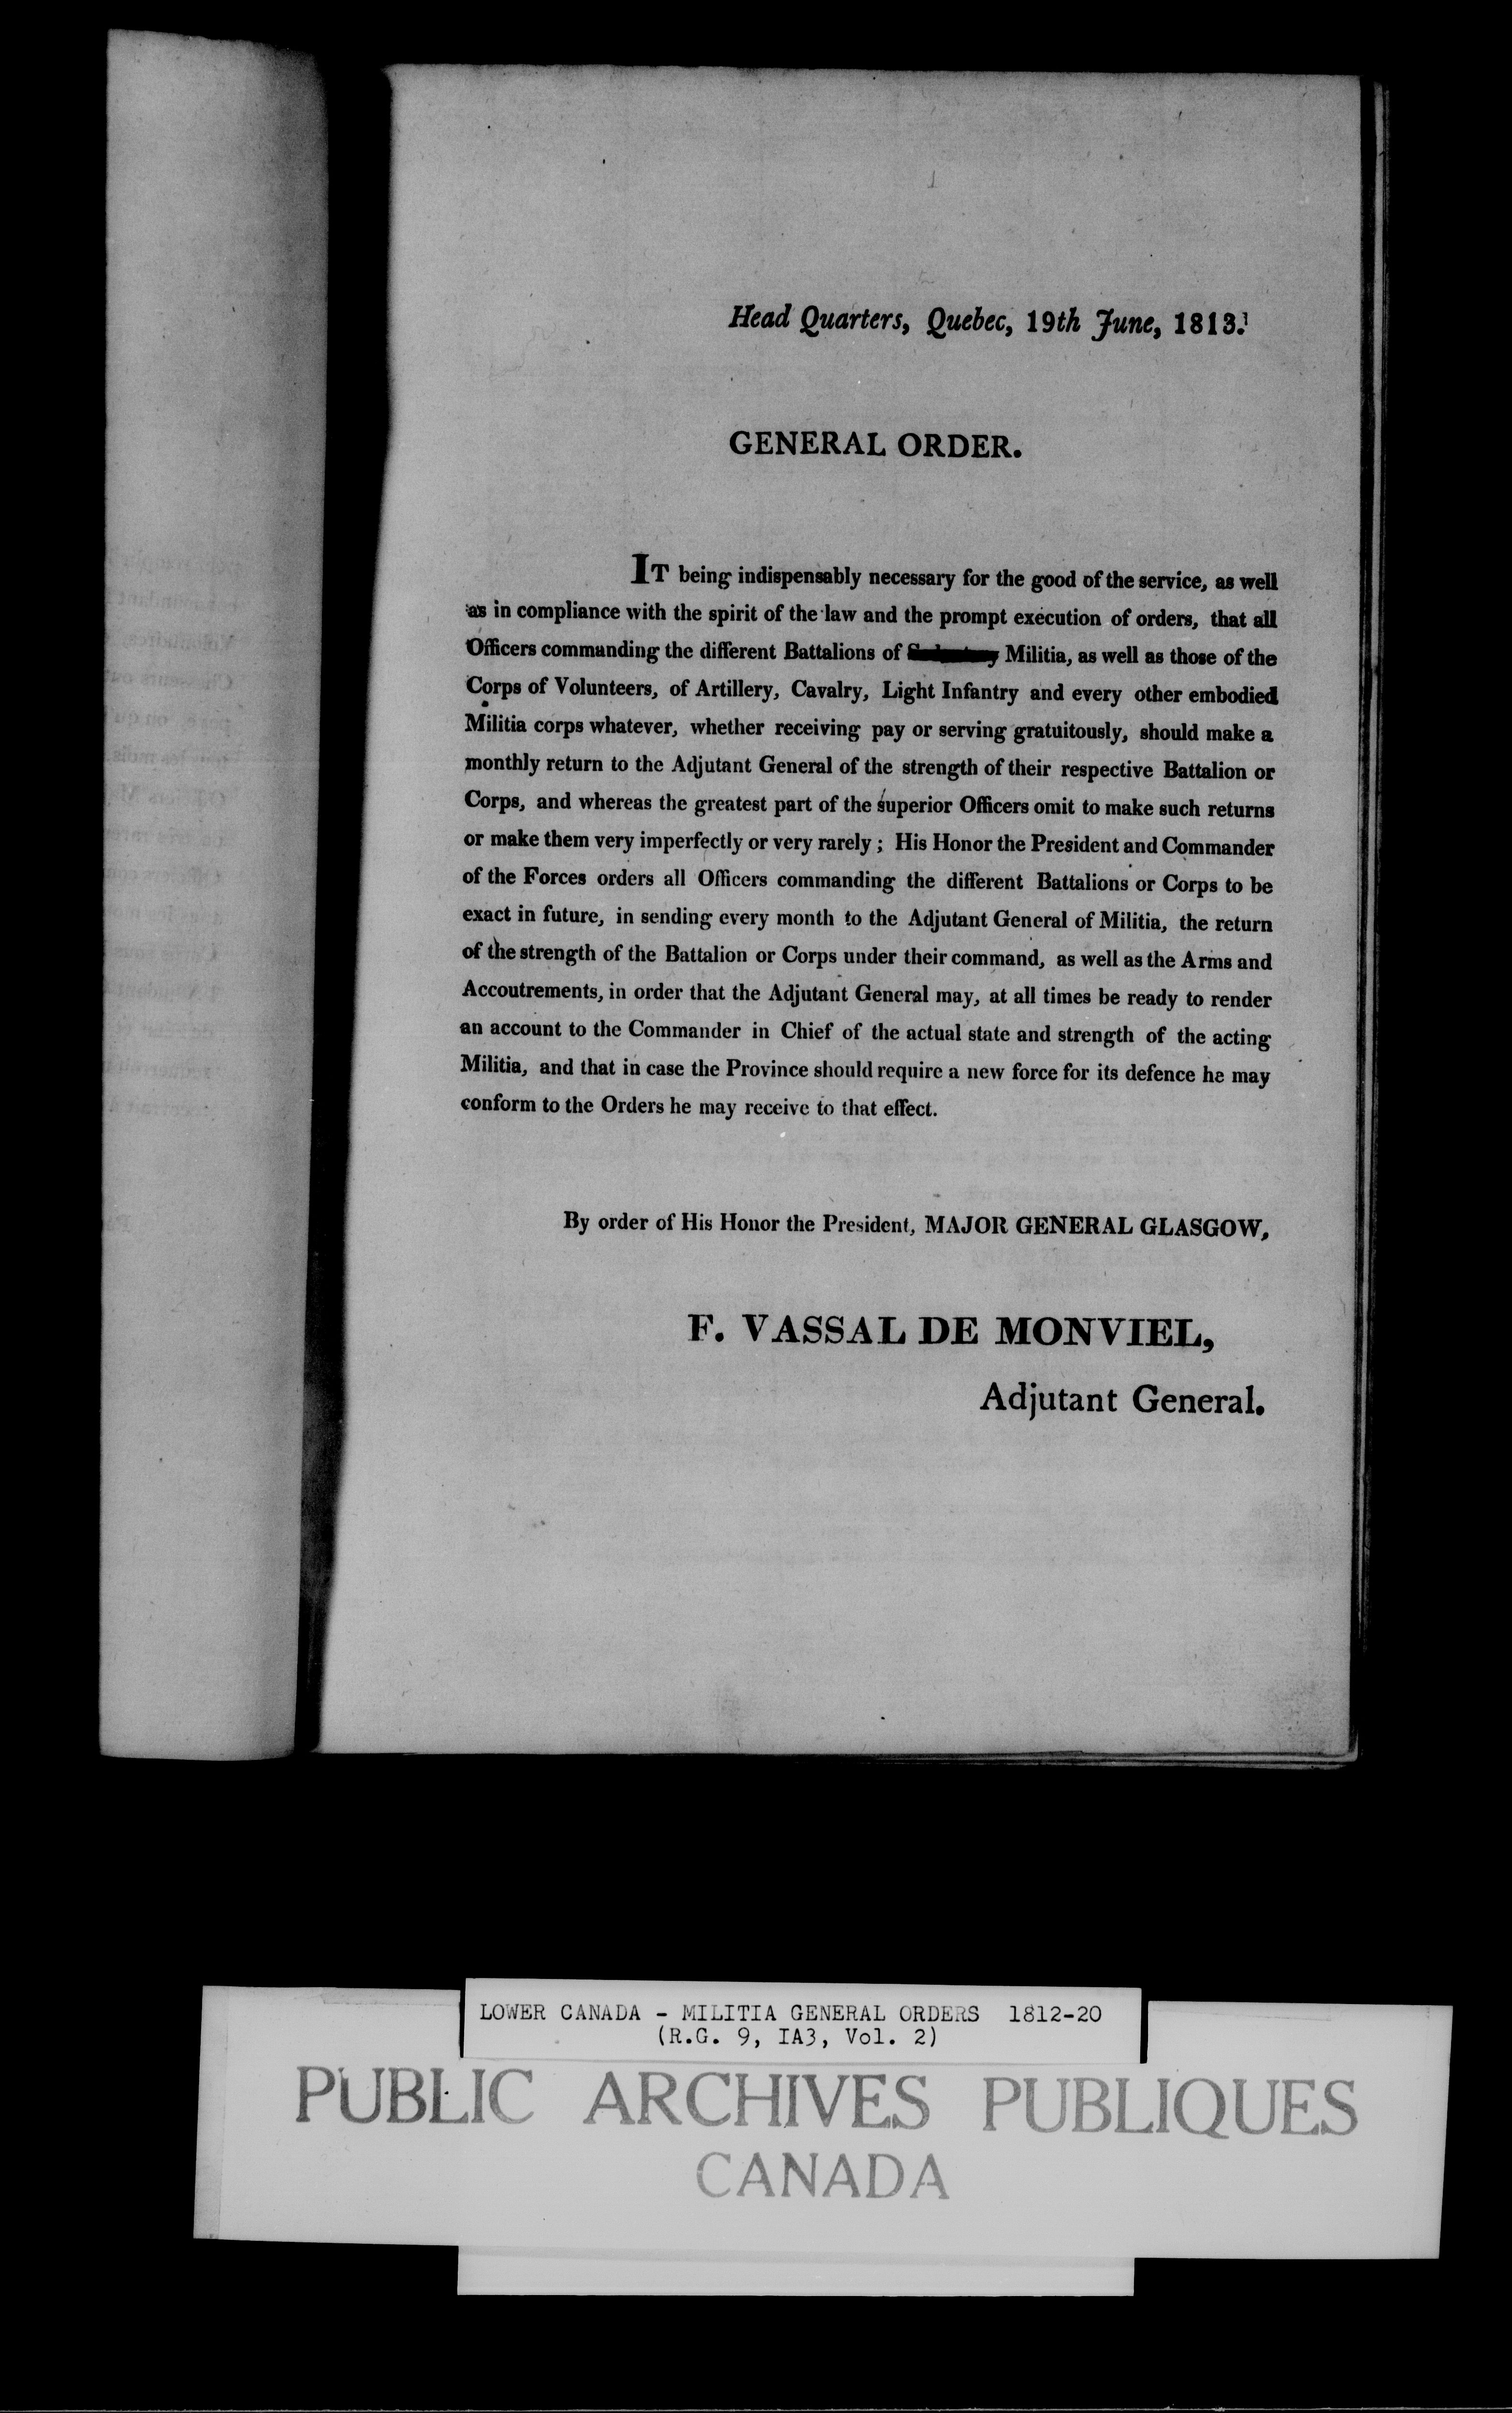 Head Quarters, Quebec, 19th June, 1813.
GENERAL ORDER.
IT being indispensably necessary for the good of the service, as well
as in compliance with the spirit of the law and the prompt execution of orders, that all
Officers commanding the different Battalions of Militia, as well as those of the
Corps of Volunteers, of Artillery, Cavalry, Light Infantry and every other embodied
Militia corps whatever, whether receiving pay or serving gratuitously, should make a
monthly return to the Adjutant General of the strength of their respective Battalion or
Corps, and whereas the greatest part of the superior Officers omit to make such returns
or make them very imperfectly or very rarely ; His Honor the President and Commander
of the Forces orders all Officers commanding the different Battalions or Corps to be
exact in future, in sending every month to the Adjutant General of Militia, the return
of the strength of the Battalion or Corps under their command, as well as the Arms and
Accoutrements, in order that the Adjutant General may, at all times be ready to render
an account to the Commander in Chief of the actual state and strength of the acting
Militia, and that in case the Province should require a new force for its defence he may
conform to the Orders he may receive to that effect.
By order of His Honor the President, MAJOR GENERAL GLASGOW,
F. VASSAL DE MONVIEL,
Adjutant General.
LOWER CANADA - MILITIA GENERAL ORDERS 1812-20
(R.G. 9, IA3, Vol. 2)
PUBLIC ARCHIVES PUBLIQUES
CANADA